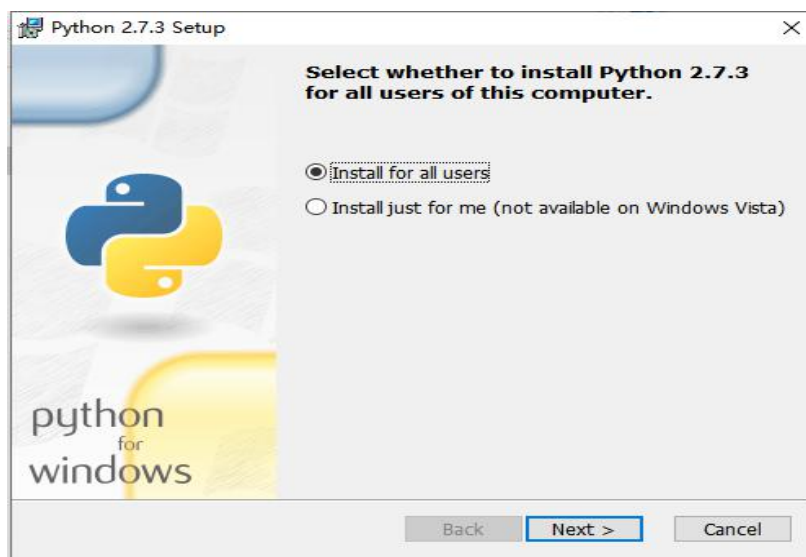 Python 2.7.3 Setup
Select whether to install Python 2.7.3
for all users of this computer.
Install for all users
Install just for me (not available on Windows Vista)
python
for
windows
Back
Next >
Cancel